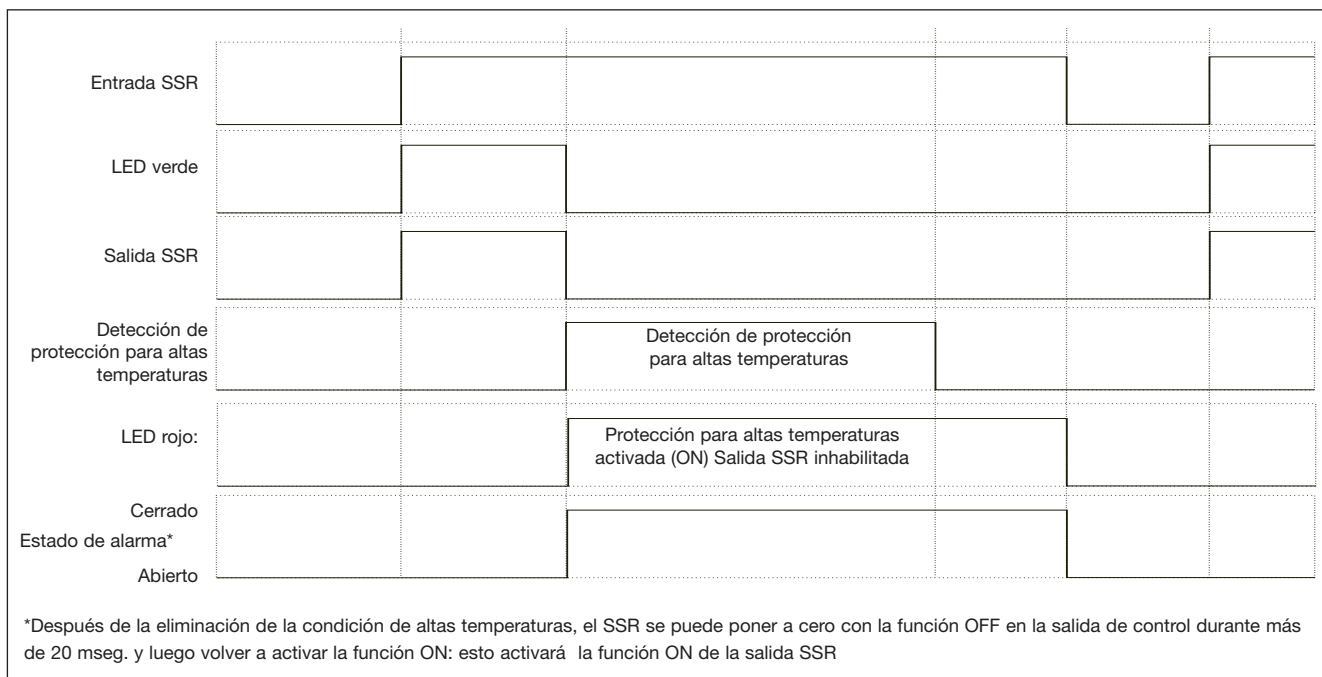 Entrada SSR
LED verde
Salida SSR
Detección de
protección para altas
temperaturas
Detección de protección
para altas temperaturas
LED rojo:
Protección para altas temperaturas
activada (ON) Salida SSR inhabilitada
Cerrado
Estado de alarma*
Abierto
*Después de la eliminación de la condición de altas temperaturas, el SSR se puede poner a cero con la función OFF en la salida de control durante más
de 20 mseg. y luego volver a activar la función ON: esto activará la función ON de la salida SSR